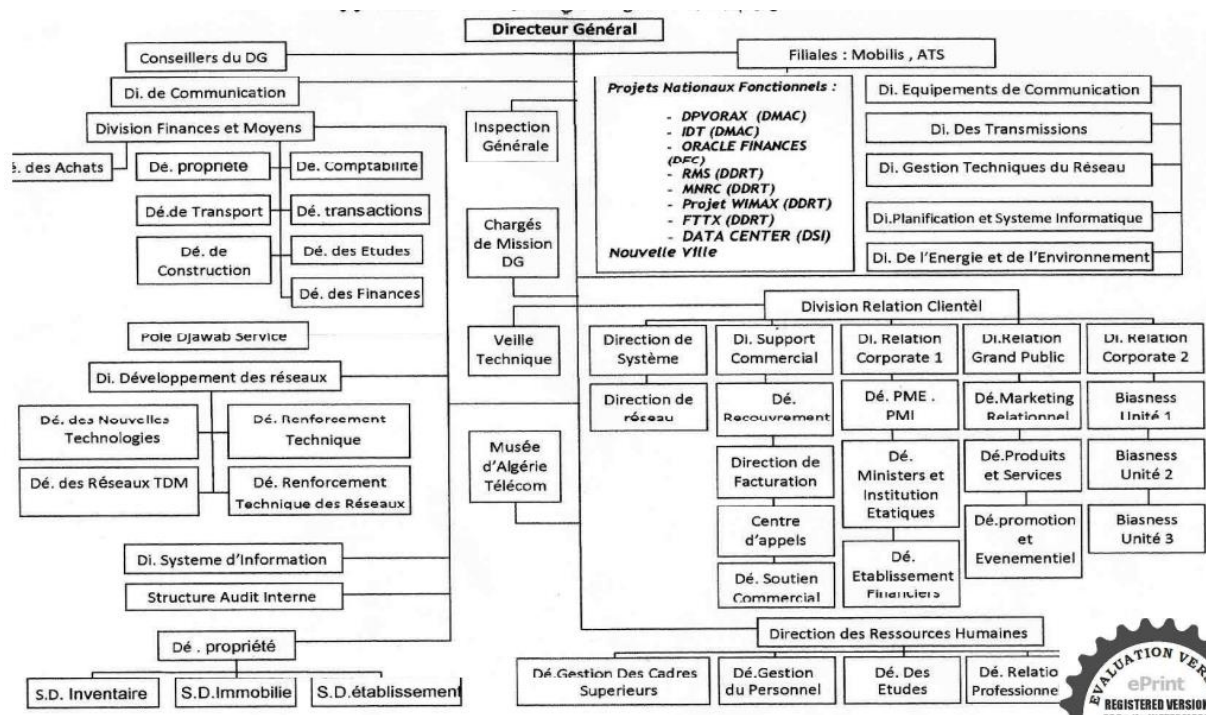 Directeur Général
Conseillers du DG
Filiales : Mobilis , ATS
Di. de Communication
Division Finances et Moyens
é. des Achats
Dé. propriete
Dé. Comptabilité
Dé.de Transport
Dé. transactions
Dé. de
Construction
Dé. des Etudes
Dé. des Finances
Pole Djawab Service
Di. Développement des réseaux
Dé. des Nouvelles
Technologies
Dé. Renforcement
Technique
Dé. des Réseaux TDM
Dé. Renforcement
Technique des Réseaux
Di. Systeme d'Information
Structure Audit Interne
Dé . propriété
S.D. Inventaire
S.D.Immobilie
S.D.établissement
Inspection
Générale
Chargés
de Mission
DG
Veille
Technique
Musée
d'Algérie
Télécom
Projets Nationaux Fonctionnels :
- DPVORAX (DMAC)
- IDT (DMAC)
- ORACLE FINANCES
(DFC)
- RMS (DDRT)
- MNRC (DDRT)
- Projet WIMAX (DDRT)
- FTTX (DDRT)
- DATA CENTER (DSI)
Nouvelle Ville
Di. Equipements de Communication
Di. Des Transmissions
Di. Gestion Techniques du Réseau
Di.Planification et Systeme Informatique
Di. De l'Energie et de l'Environnement
Division Relation Clientèl
Direction de
Système
Direction de
réseau
Di. Support
Commercial
Dé.
Recouvrement
Direction de
Facturation
Centre
d'appels
Dé. Soutien
Commercial
Di. Relation
Corporate 1
Dé. PME .
PMI
Dé.
Ministers et
Institution
Etatiques
Dé.
Etablissement
Financiers
Di.Relation
Grand Public
Dé.Marketing
Relationnel
Dé.Produits
et Services
Dé.promotion
et
Evenementiel
Di. Relation
Corporate 2
Biasness
Unité 1
Biasness
Unité 2
Biasness
Unité 3
Direction des Ressources Humaines
Dé.Gestion Des Cadres
Superieurs
Dé.Gestion
du Personnel
Dé. Des
Etudes
Dé. Relatio
Professionne
EVALUATION VER
ePrint
REGISTERED VERSION